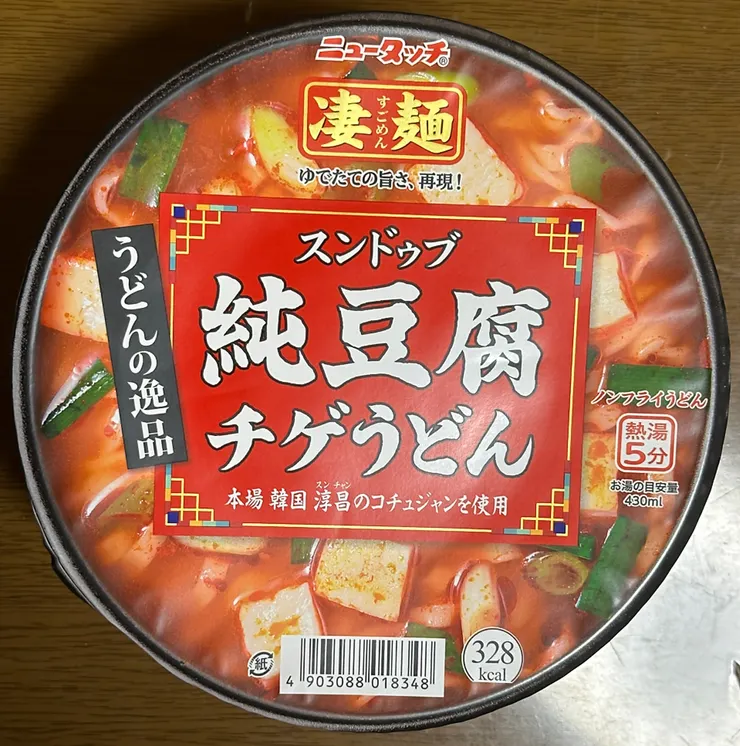 ニュータッチ®
凄麺
すごめん
ゆでたての旨さ、再現!
うどんの逸品
スンドゥブ
純豆腐
チゲうどん
スンチャン
本場 韓国 淳昌のコチュジャンを使用
ノンフライうどん
熱湯
5分
お湯の目安量
430ml
紙
4 903088 018348
328
kcal